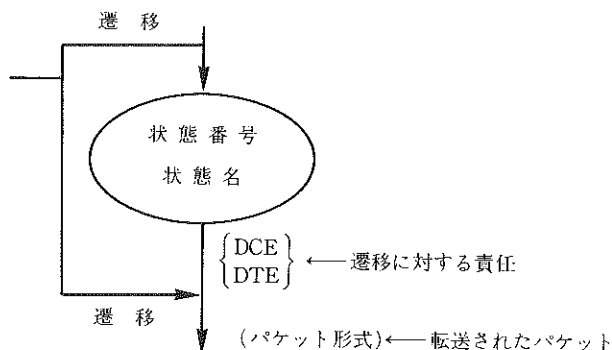 遷移
状態番号
状態名
{DCE
DTE} ← 遷移に対する責任
遷移
(パケット形式)← 転送されたパケット